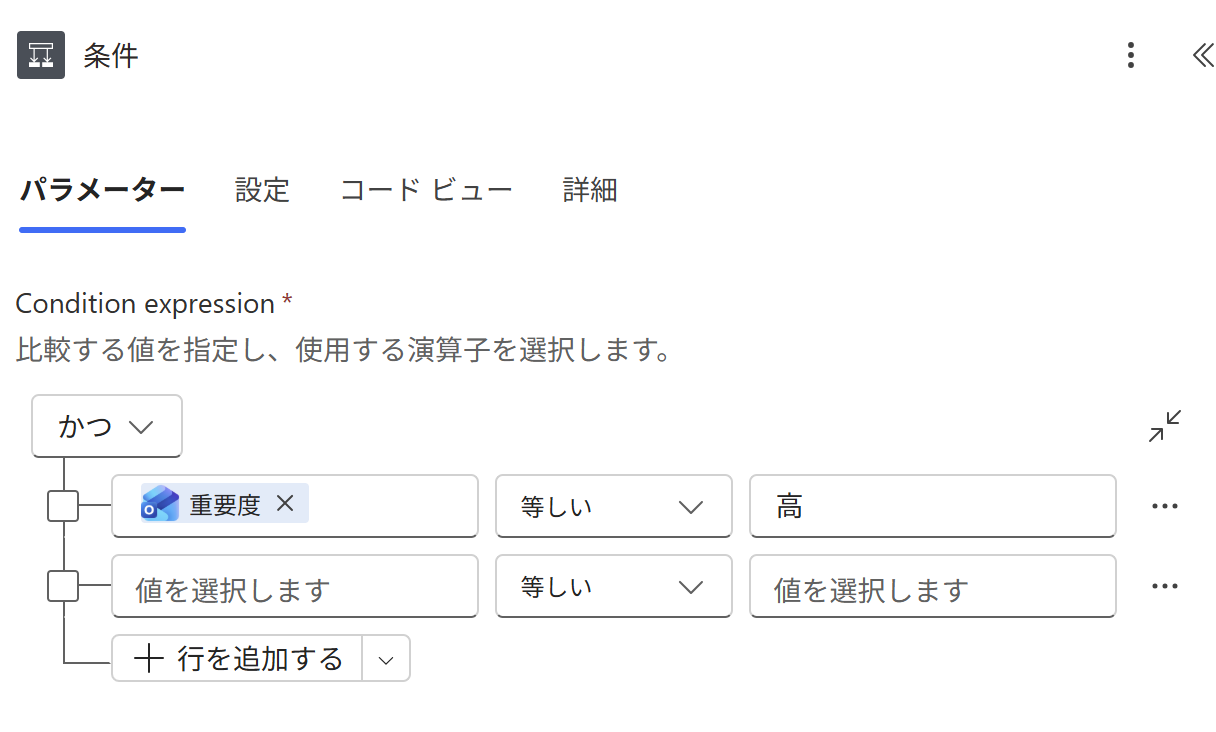 条件
パラメーター 設定 コード ビュー 詳細
Condition expression *
比較する値を指定し、使用する演算子を選択します。
かつ
重要度 等しい 高
値を選択します 等しい 値を選択します
行を追加する